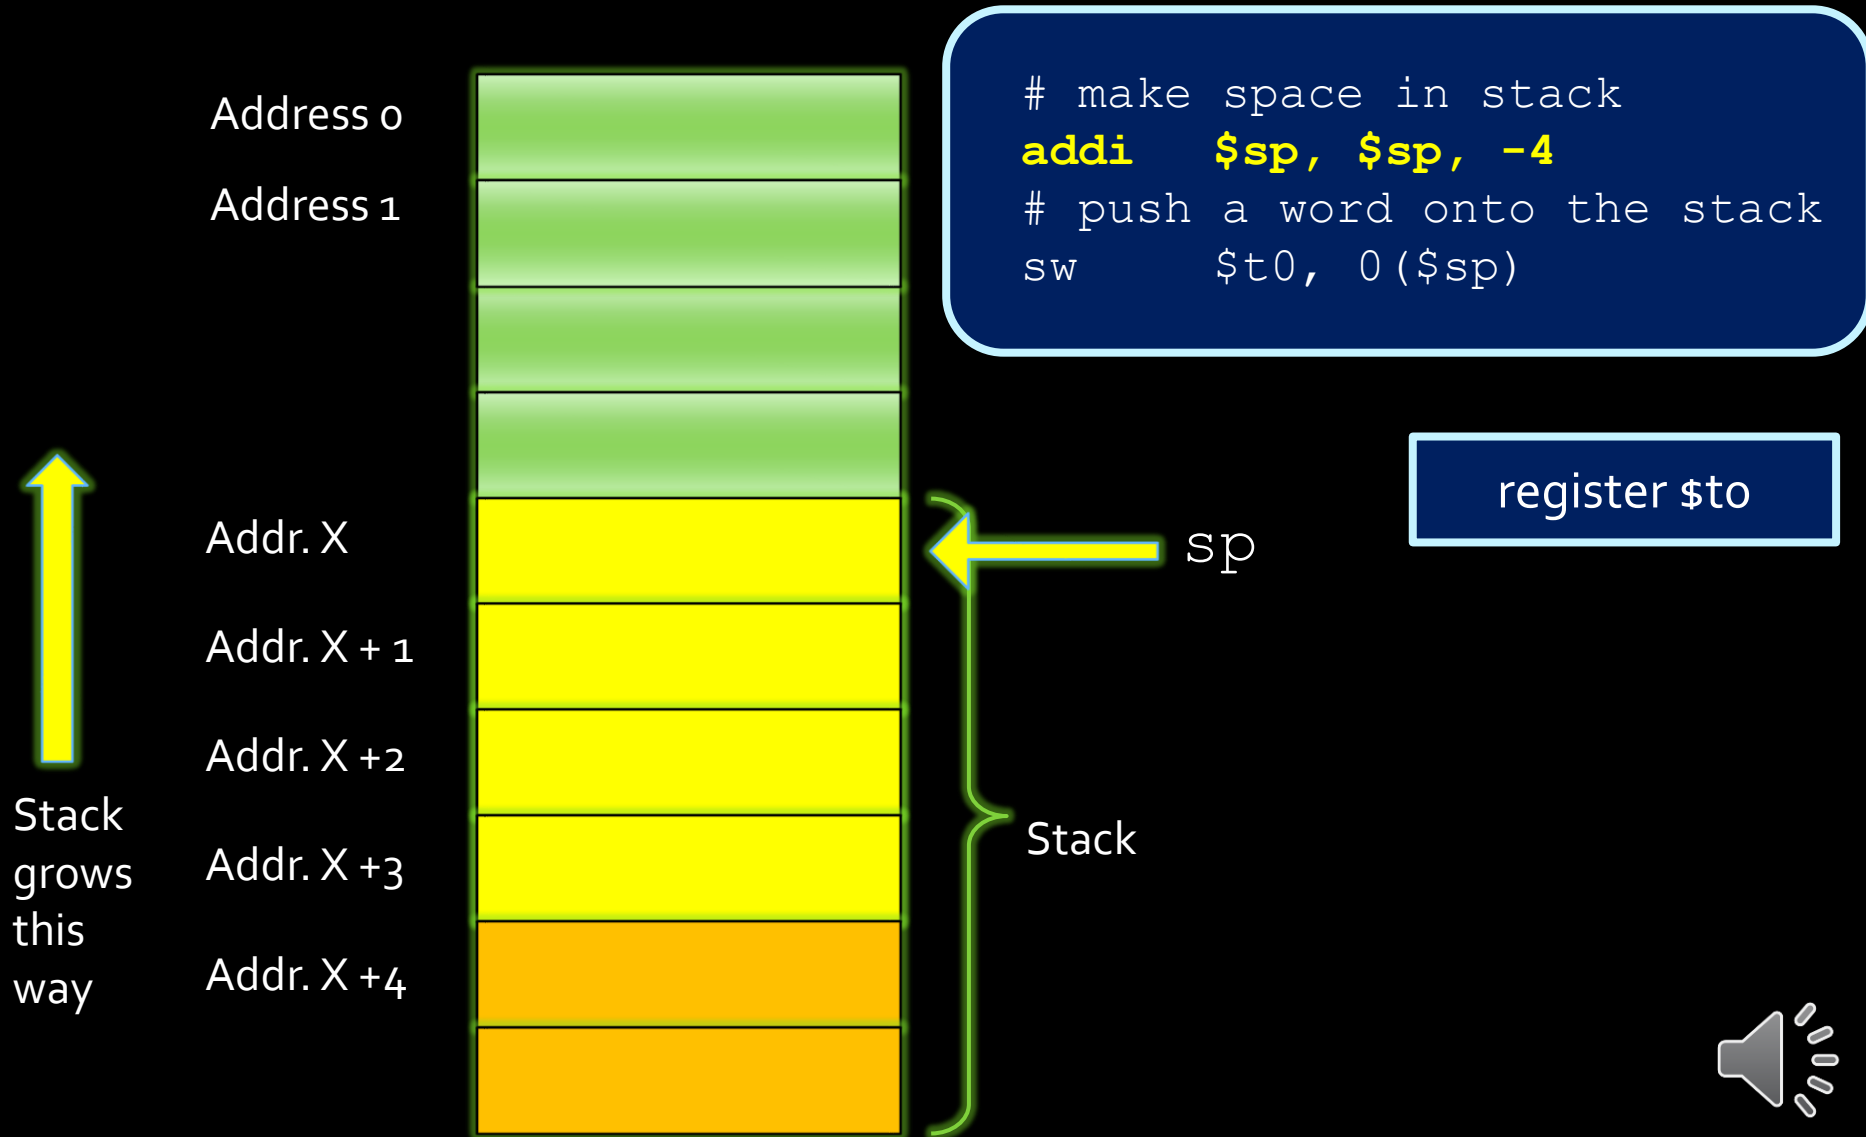 # make space in stack
addi $sp, $sp, -4
# push a word onto the stack
sw $t0, 0($sp)
Address 0
Address 1
register $t0
Addr. X
sp
Addr. X + 1
Addr. X +2
Addr. X +3
Addr. X +4
Stack
grows
this
way
Stack